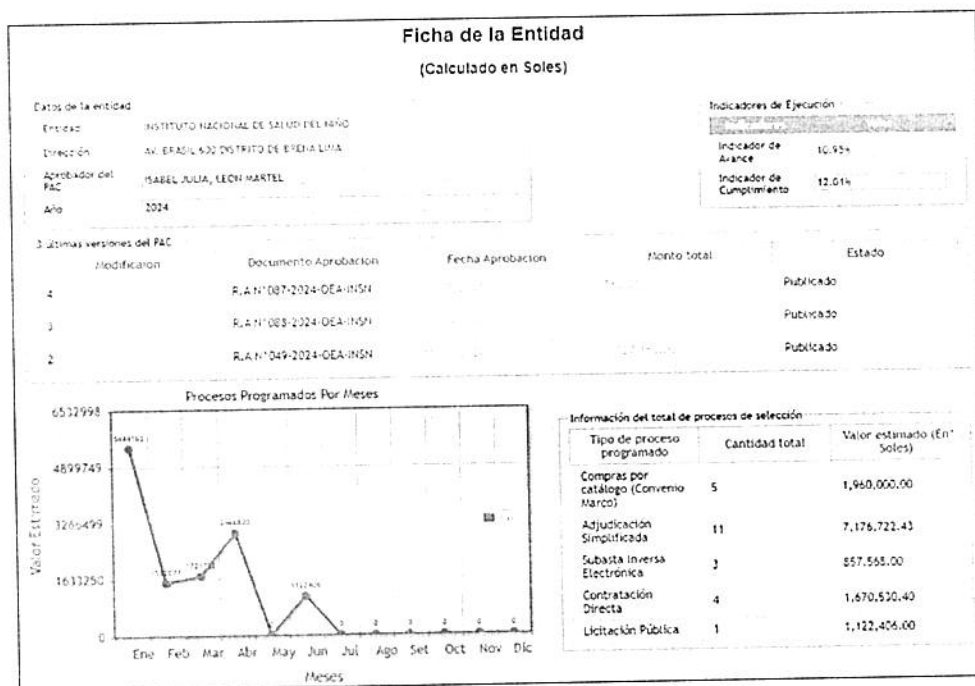 Ficha de la Entidad
(Calculado en Soles)
Datos de la entidad
Entidad INSTITUTO NACIONAL DE SALUD DEL NIÑO
Dirección AV. BRASIL 600 DISTRITO DE BREÑA LIMA
Aprobador del PAC ISABEL JULIA, LEON MARTEL
Año 2024
Indicadores de Ejecución
Indicador de Avance 10.95%
Indicador de Cumplimiento 12.01%
3 últimas versiones del PAC
Modificaron Documento Aprobacion Fecha Aprobacion Monto total Estado
4 R.A N°087-2024-OEA-INSN Publicado
3 R.A N°088-2024-OEA-INSN Publicado
2 R.A N°049-2024-OEA-INSN Publicado
Procesos Programados Por Meses
6532998
4899749
3266499
1633250
0
Valor Estimado
0 0 0 0 0 0
Ene Feb Mar Abr May Jun Jul Ago Set Oct Nov Dic
Meses
Información del total de procesos de selección
Tipo de proceso programado Cantidad total Valor estimado (En* Soles)
Compras por catálogo (Convenio Marco) 5 1,960,000.00
Adjudicación Simplificada 11 7,176,722.43
Subasta Inversa Electrónica 3 557,565.00
Contratación Directa 4 1,670,530.40
Licitación Pública 1 1,122,406.00